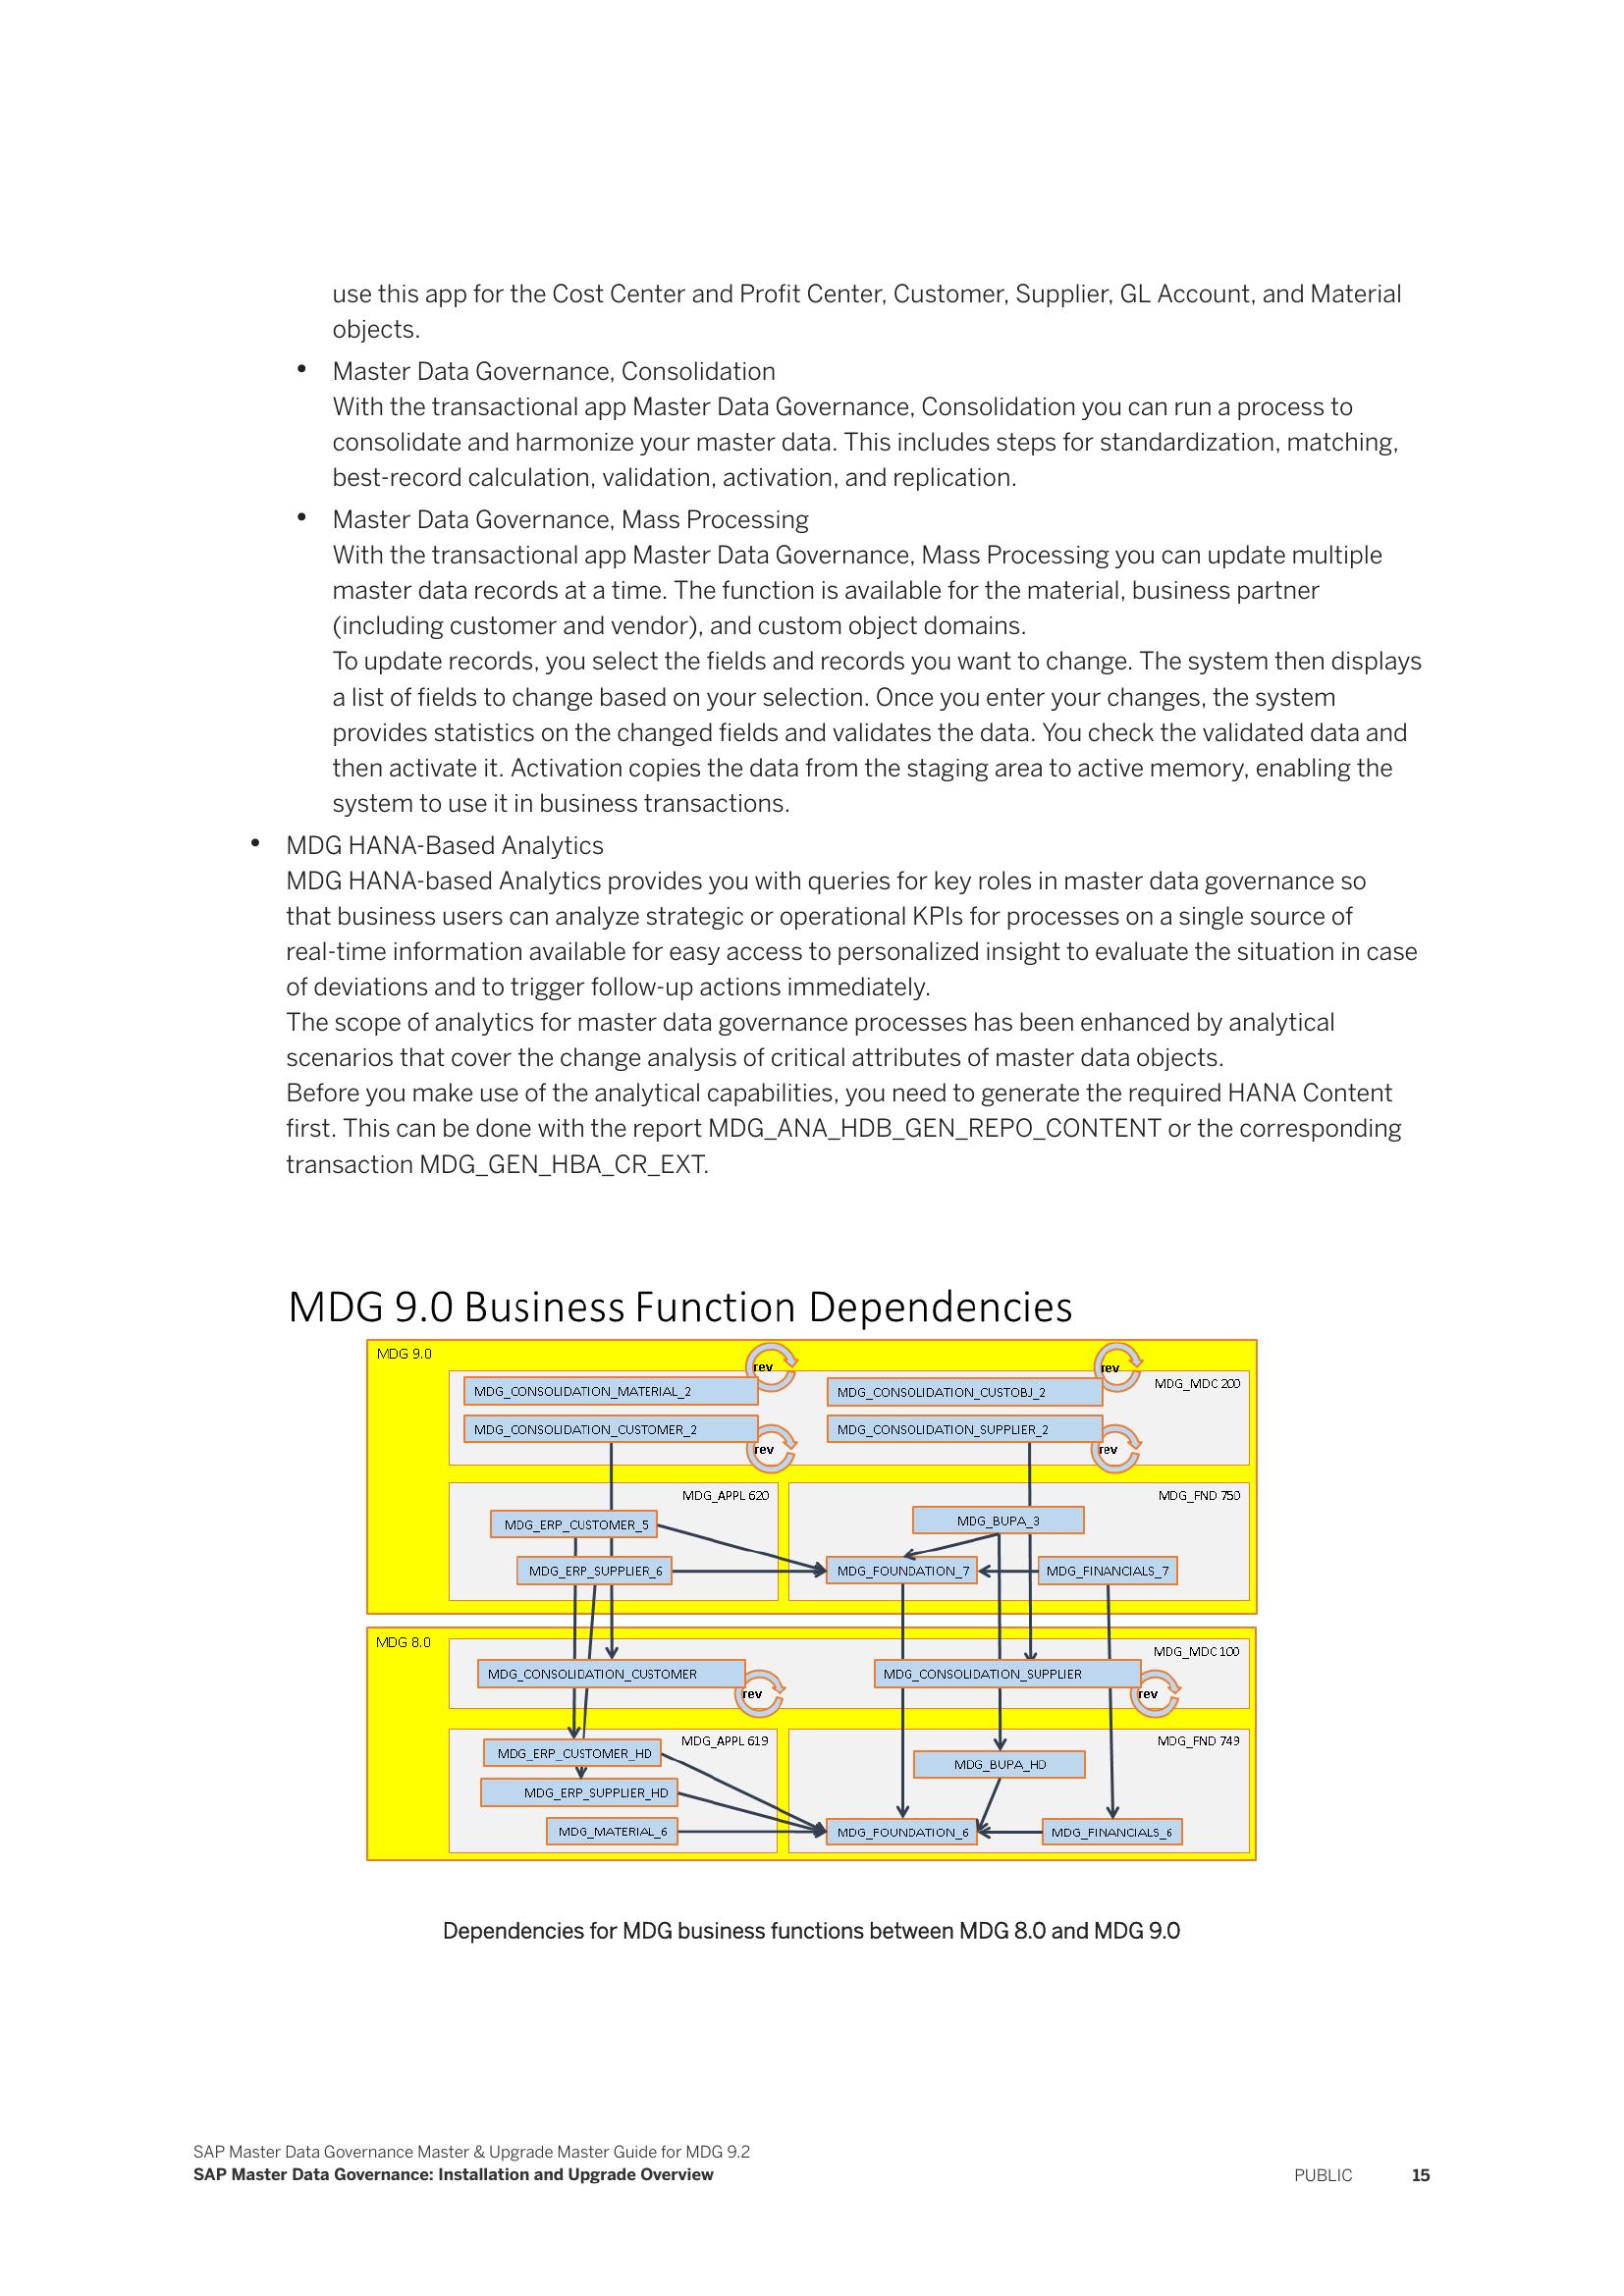 use this app for the Cost Center and Profit Center, Customer, Supplier, GL Account, and Material
objects.
• Master Data Governance, Consolidation
With the transactional app Master Data Governance, Consolidation you can run a process to
consolidate and harmonize your master data. This includes steps for standardization, matching,
best-record calculation, validation, activation, and replication.
• Master Data Governance, Mass Processing
With the transactional app Master Data Governance, Mass Processing you can update multiple
master data records at a time. The function is available for the material, business partner
(including customer and vendor), and custom object domains.
To update records, you select the fields and records you want to change. The system then displays
a list of fields to change based on your selection. Once you enter your changes, the system
provides statistics on the changed fields and validates the data. You check the validated data and
then activate it. Activation copies the data from the staging area to active memory, enabling the
system to use it in business transactions.
• MDG HANA-Based Analytics
MDG HANA-based Analytics provides you with queries for key roles in master data governance so
that business users can analyze strategic or operational KPIs for processes on a single source of
real-time information available for easy access to personalized insight to evaluate the situation in case
of deviations and to trigger follow-up actions immediately.
The scope of analytics for master data governance processes has been enhanced by analytical
scenarios that cover the change analysis of critical attributes of master data objects.
Before you make use of the analytical capabilities, you need to generate the required HANA Content
first. This can be done with the report MDG_ANA_HDB_GEN_REPO_CONTENT or the corresponding
transaction MDG_GEN_HBA_CR_EXT.
MDG 9.0 Business Function Dependencies
MDG 9.0
rev
rev
MDG_MDC 200
MDG_CONSOLIDATION_MATERIAL_2
MDG_CONSOLIDATION_CUSTOBJ_2
MDG_CONSOLIDATION_CUSTOMER_2
MDG_CONSOLIDATION_SUPPLIER_2
rev
rev
MDG_APPL 620
MDG_FND 750
MDG_ERP_CUSTOMER_5
MDG_BUPA_3
MDG_ERP_SUPPLIER_6
MDG_FOUNDATION_7
MDG_FINANCIALS_7
MDG 8.0
MDG_MDC 100
MDG_CONSOLIDATION_CUSTOMER
MDG_CONSOLIDATION_SUPPLIER
rev
rev
MDG_APPL 619
MDG_FND 749
MDG_ERP_CUSTOMER_HD
MDG_BUPA_HD
MDG_ERP_SUPPLIER_HD
MDG_MATERIAL_6
MDG_FOUNDATION_6
MDG_FINANCIALS_6
Dependencies for MDG business functions between MDG 8.0 and MDG 9.0
SAP Master Data Governance Master & Upgrade Master Guide for MDG 9.2
SAP Master Data Governance: Installation and Upgrade Overview
PUBLIC 15